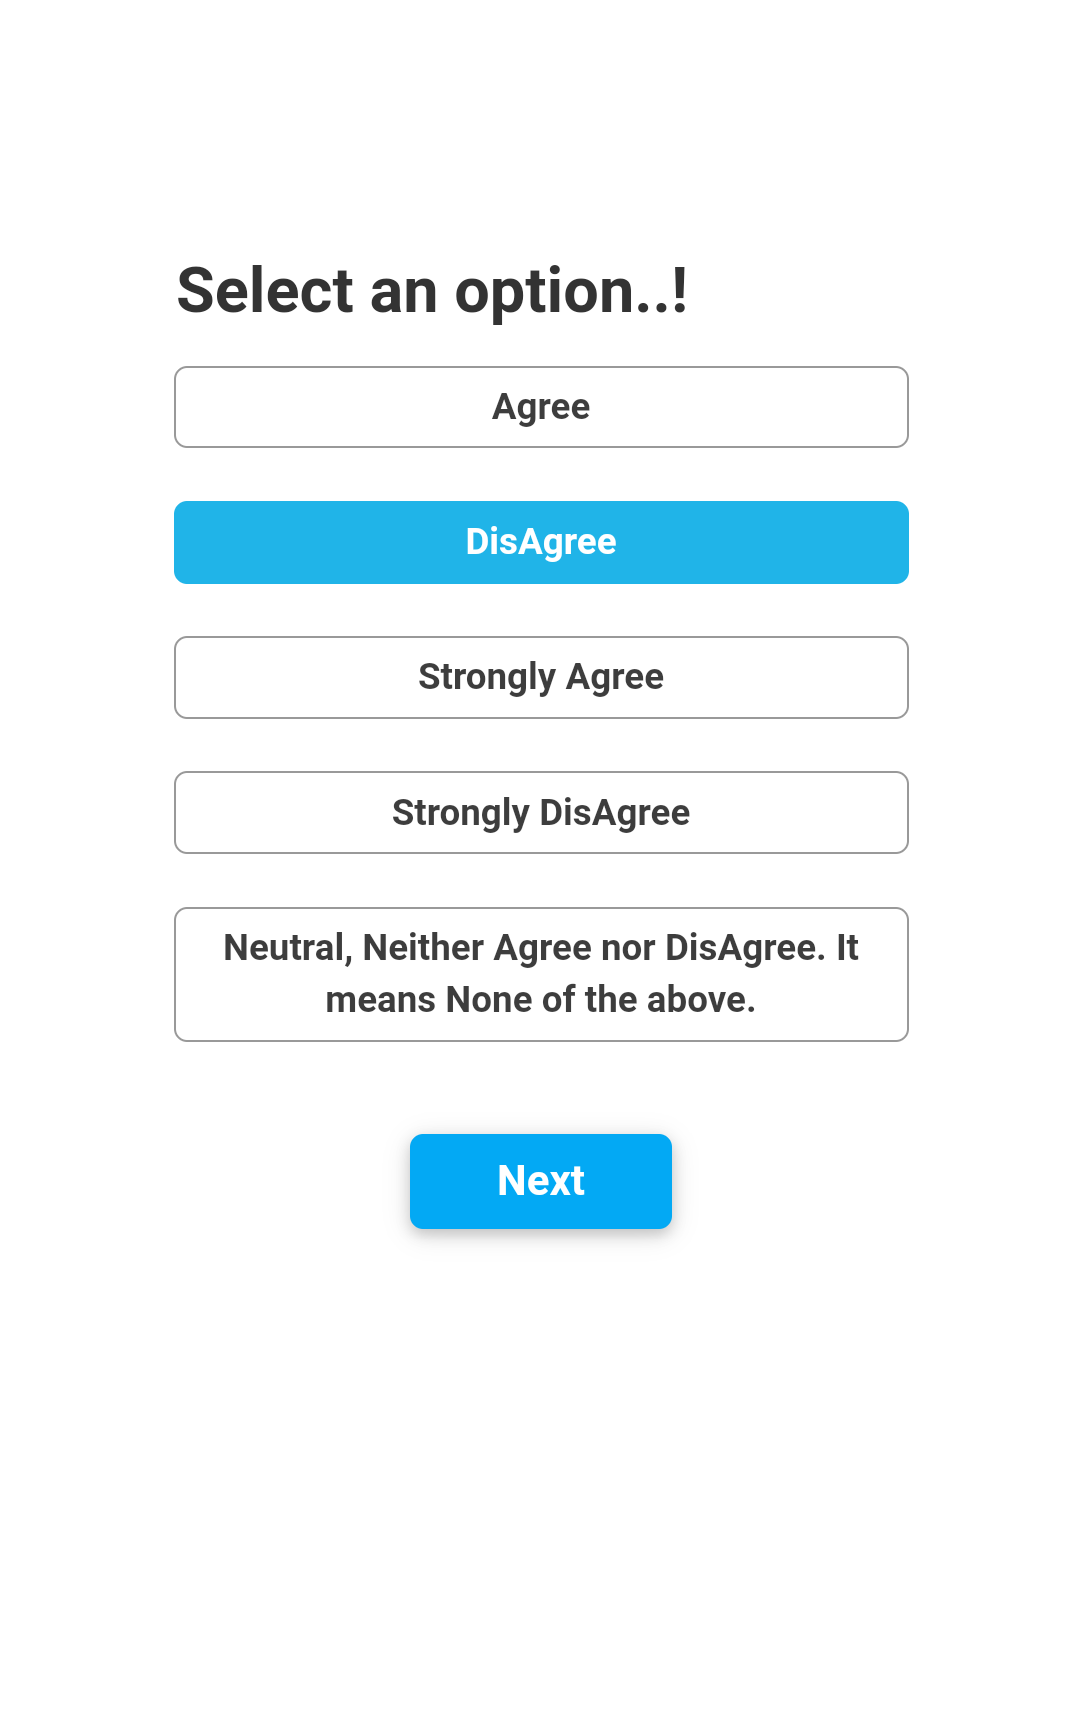 Select an option..!
Agree
DisAgree
Strongly Agree
Strongly DisAgree
Neutral, Neither Agree nor DisAgree. It
means None of the above.
Next